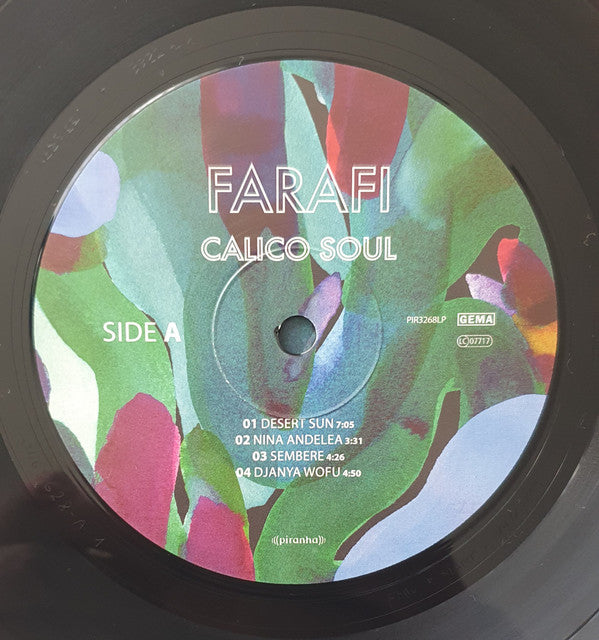 FARAFI
CALICO SOUL
SIDE A
PIR3268LP GEMA
LC 07717
01 DESERT SUN 7:05
02 NINA ANDELEA 3:31
03 SEMBERE 4:26
04 DJANYA WOFU 4:50
((piranha))